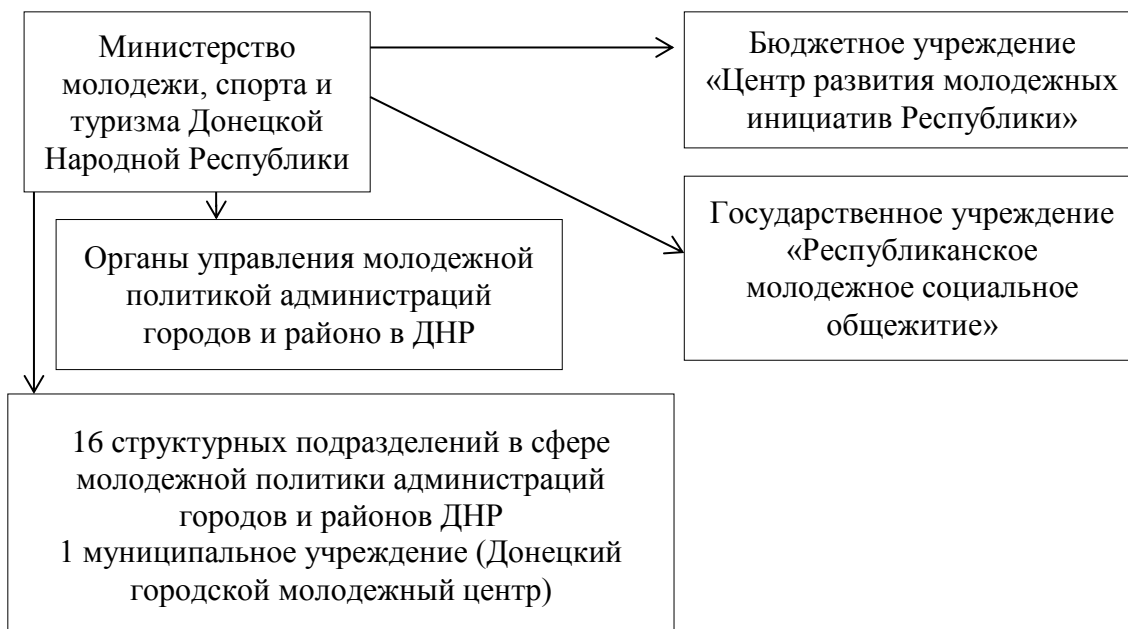 Министерство
молодежи, спорта и
туризма Донецкой
Народной Республики
Бюджетное учреждение
«Центр развития молодежных
инициатив Республики»
Государственное учреждение
«Республиканское
молодежное социальное
общежитие»
Органы управления молодежной
политикой администраций
городов и районо в ДНР
16 структурных подразделений в сфере
молодежной политики администраций
городов и районов ДНР
1 муниципальное учреждение (Донецкий
городской молодежный центр)